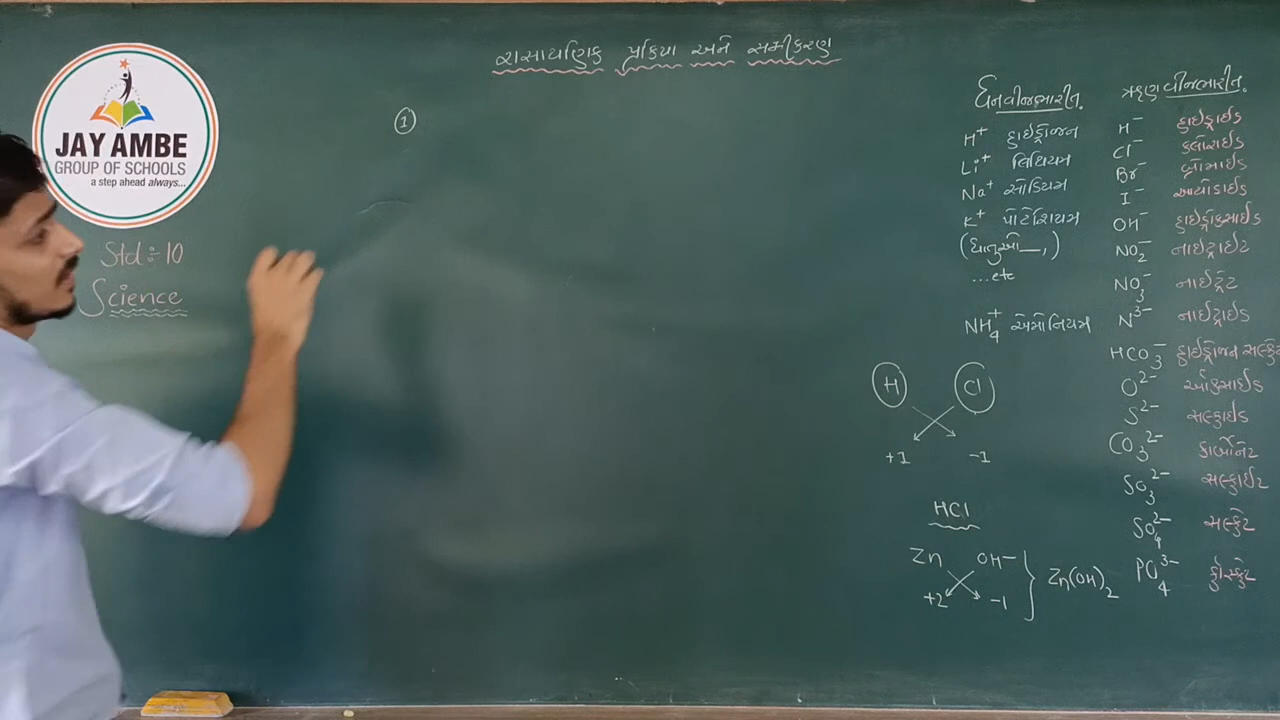 JAY AMBE
GROUP OF SCHOOLS
a step ahead always...
Std ÷ 10
Science
રાસાયણિક પ્રક્રિયા અને સમીકરણ
①
ધનવીજભારીત.
H⁺ હાઈડ્રોજન
Li⁺ લિથિયમ
Na⁺ સોડિયમ
K⁺ પોટેશિયમ
(ધાતુઓ—,)
...etc
NH₄⁺ એમોનિયમ
H Cl
+1 -1
HCl
Zn OH⁻
+2 -1
Zn(OH)₂
ઋણવીજભારીત.
H⁻ હાઈડ્રાઈડ
Cl⁻ ક્લોરાઈડ
Br⁻ બ્રોમાઈડ
I⁻ આયોડાઈડ
OH⁻ હાઈડ્રોક્સાઈડ
NO₂⁻ નાઈટ્રાઈટ
NO₃⁻ નાઈટ્રેટ
N³⁻ નાઈટ્રાઈડ
HCO₃⁻ હાઈડ્રોજન સલ્ફેટ
O²⁻ ઓક્સાઈડ
S²⁻ સલ્ફાઈડ
CO₃²⁻ કાર્બોનેટ
SO₃²⁻ સલ્ફાઈટ
SO₄²⁻ સલ્ફેટ
PO₄³⁻ ફોસ્ફેટ